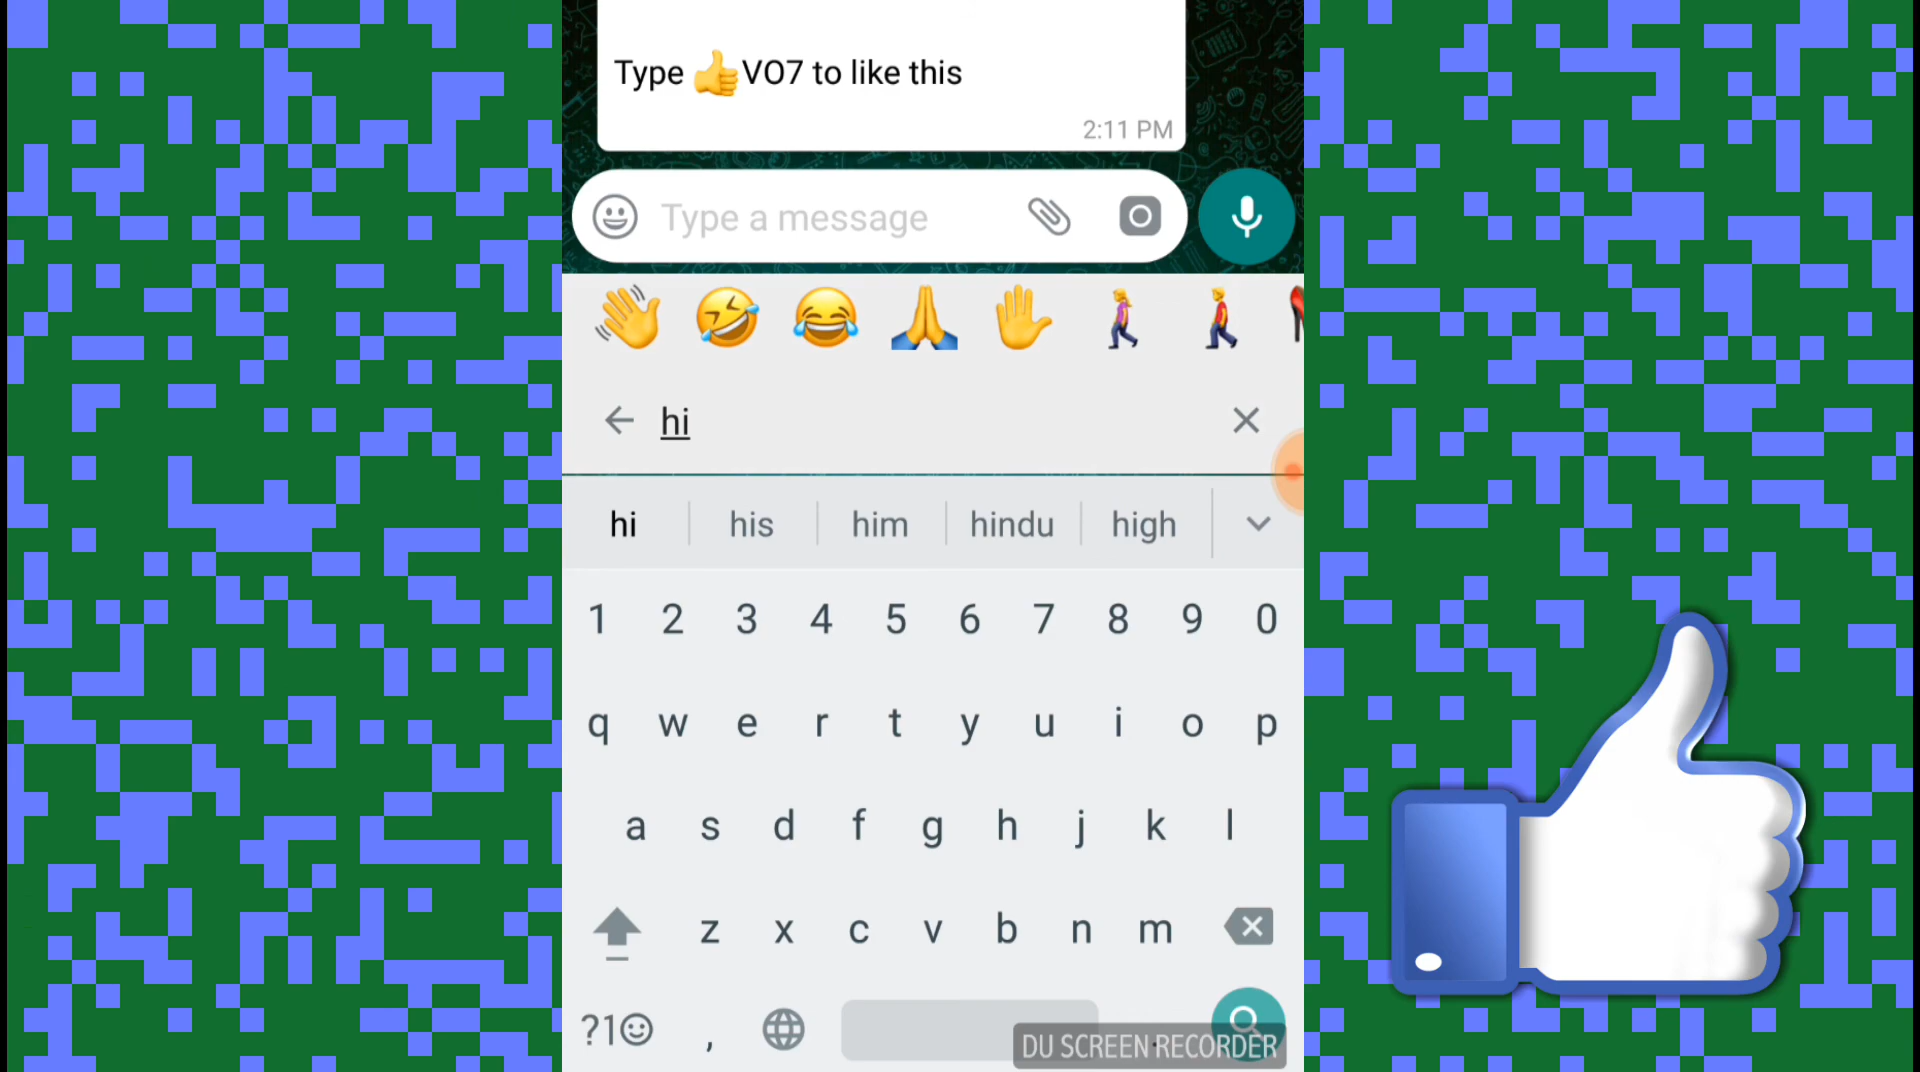 Type 👍VO7 to like this
2:11 PM
Type a message
hi
hi his him hindu high
1 2 3 4 5 6 7 8 9 0
q w e r t y u i o p
a s d f g h j k l
z x c v b n m
?1☺ , .
DU SCREEN RECORDER